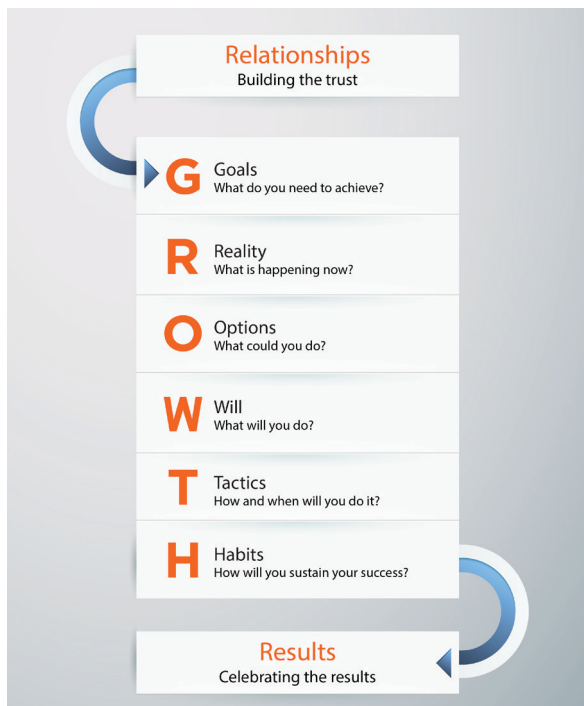 Relationships
Building the trust
G
Goals
What do you need to achieve?
R
Reality
What is happening now?
O
Options
What could you do?
W
Will
What will you do?
T
Tactics
How and when will you do it?
H
Habits
How will you sustain your success?
Results
Celebrating the results